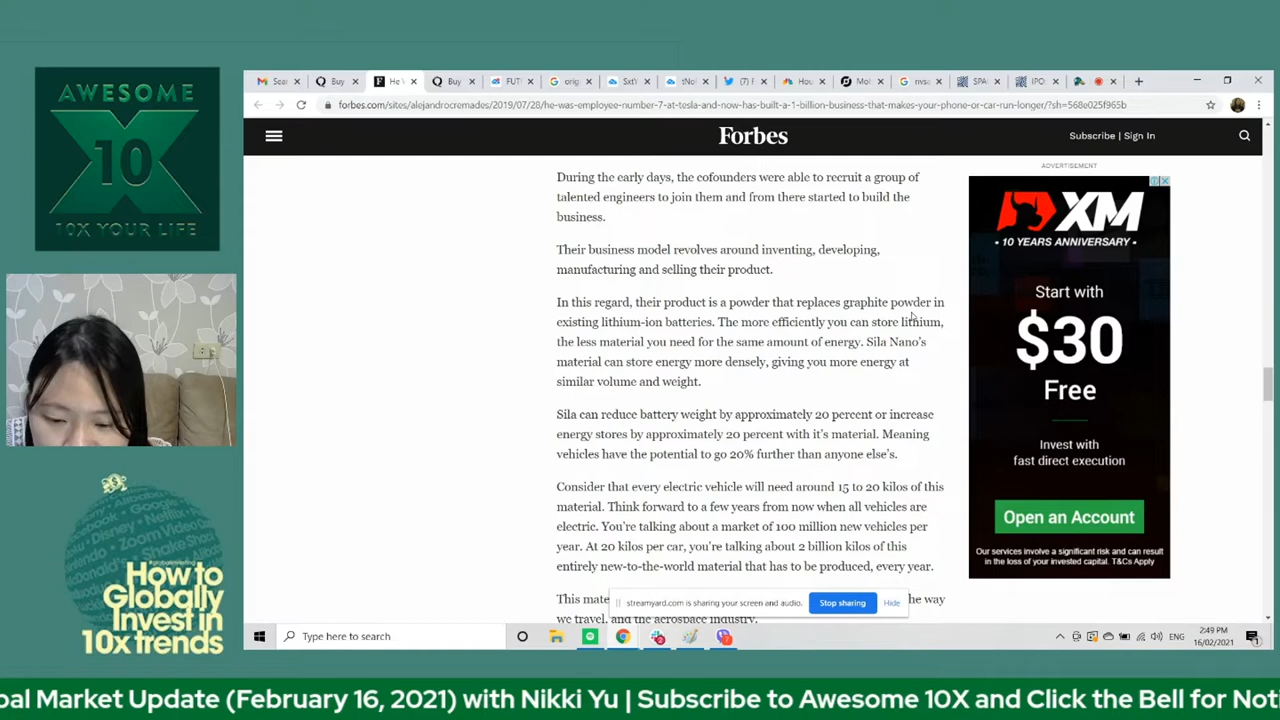 AWESOME
10
10X YOUR LIFE
How to
Globally
Invest in
10x trends
Sear
Buy
He
Buy
FUT
orig
SxtV
tNol
(7) F
Hou
Mol
nvs
SPA
IPO
forbes.com/sites/alejandrocremades/2019/07/28/he-was-employee-number-7-at-tesla-and-now-has-built-a-1-billion-business-that-makes-your-phone-or-car-run-longer/?sh=568e025f965b
Forbes
Subscribe | Sign In
During the early days, the cofounders were able to recruit a group of
talented engineers to join them and from there started to build the
business.
Their business model revolves around inventing, developing,
manufacturing and selling their product.
In this regard, their product is a powder that replaces graphite powder in
existing lithium-ion batteries. The more efficiently you can store lithium,
the less material you need for the same amount of energy. Sila Nano's
material can store energy more densely, giving you more energy at
similar volume and weight.
Sila can reduce battery weight by approximately 20 percent or increase
energy stores by approximately 20 percent with it's material. Meaning
vehicles have the potential to go 20% further than anyone else's.
Consider that every electric vehicle will need around 15 to 20 kilos of this
material. Think forward to a few years from now when all vehicles are
electric. You're talking about a market of 100 million new vehicles per
year. At 20 kilos per car, you're talking about 2 billion kilos of this
entirely new-to-the-world material that has to be produced, every year.
This mate he way
we travel, and the aerospace industry.
ADVERTISEMENT
XM
10 YEARS ANNIVERSARY
Start with
$30
Free
Invest with
fast direct execution
Open an Account
Our services involve a significant risk and can result
in the loss of your invested capital. T&Cs Apply
streamyard.com is sharing your screen and audio.
Stop sharing
Hide
Type here to search
ENG
2:49 PM
16/02/2021
bal Market Update (February 16, 2021) with Nikki Yu | Subscribe to Awesome 10X and Click the Bell for Not